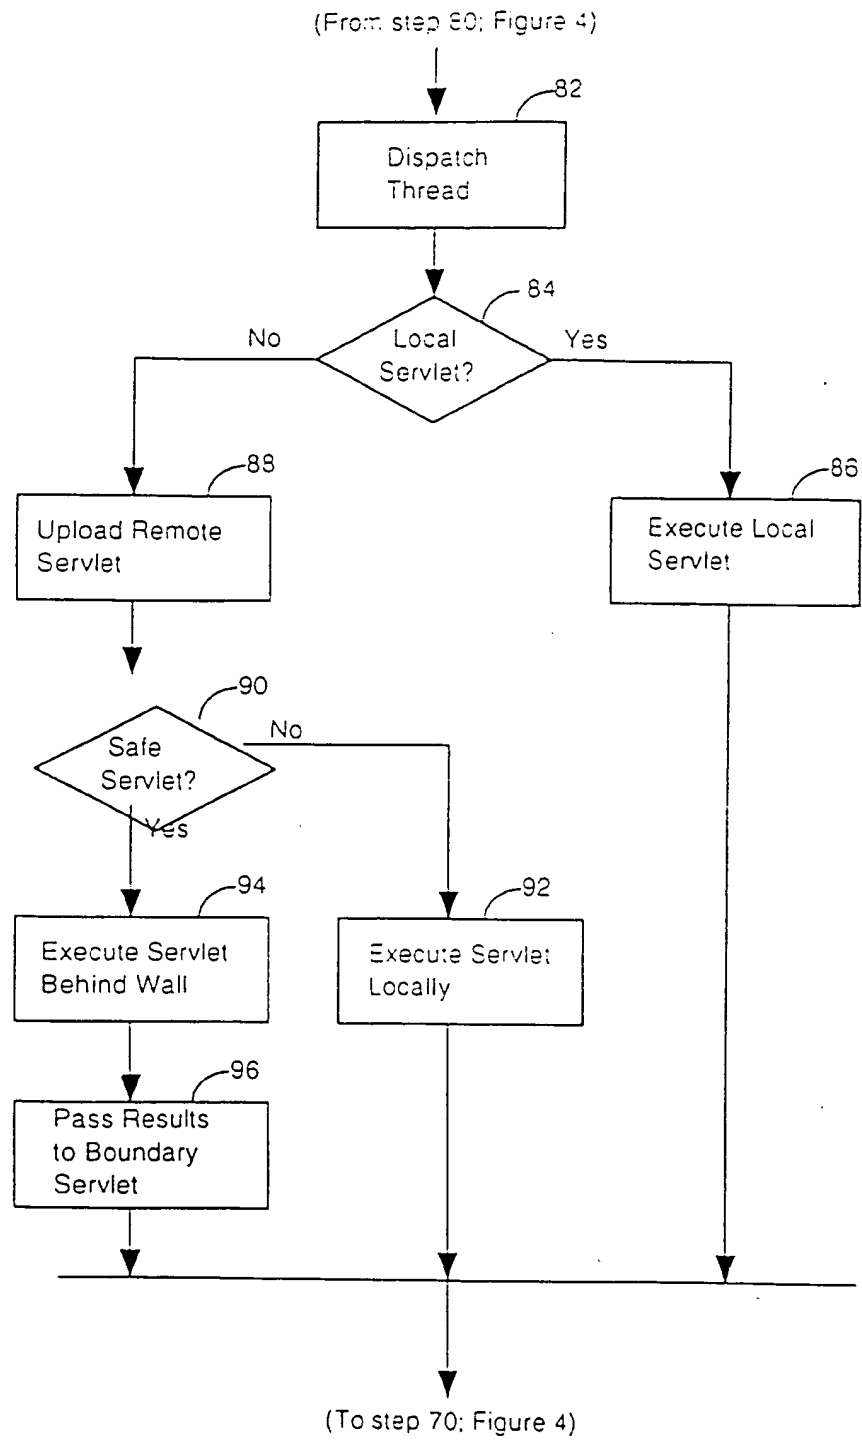 (From step 80; Figure 4)
82
Dispatch
Thread
84
No
Local
Servlet?
Yes
88
86
Upload Remote
Servlet
Execute Local
Servlet
90
No
Safe
Servlet?
Yes
94
92
Execute Servlet
Behind Wall
Execute Servlet
Locally
96
Pass Results
to Boundary
Servlet
(To step 70; Figure 4)